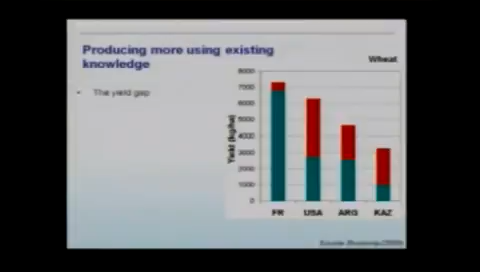 Producing more using existing
knowledge
• The yield gap
Wheat
Yield (kg/ha)
8000
7000
6000
5000
4000
3000
2000
1000
0
FR USA ARG KAZ